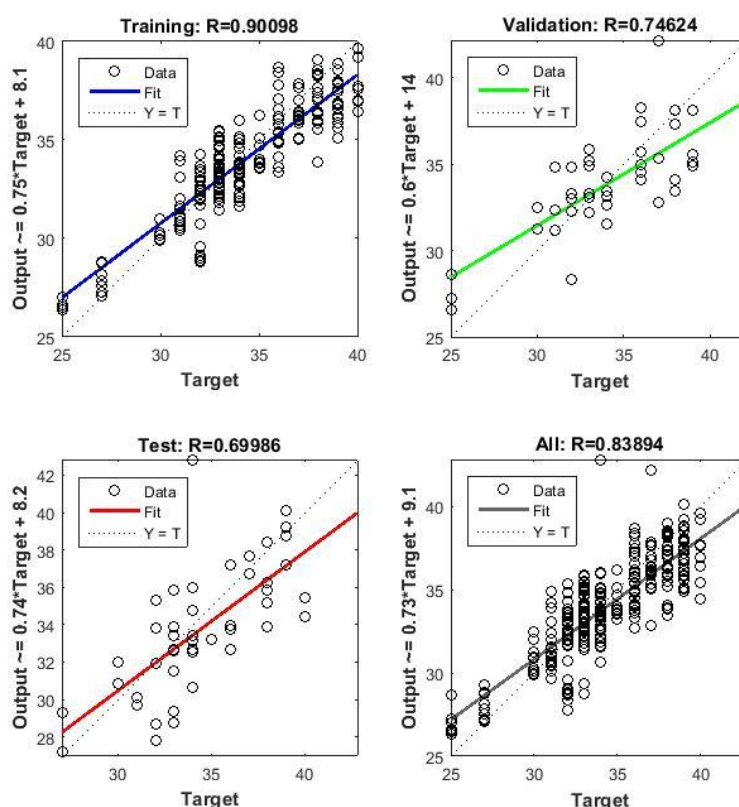 Training: R=0.90098
Output ~= 0.75*Target + 8.1
40
35
30
25
Data
Fit
Y = T
25
30
35
40
Target
Validation: R=0.74624
Output ~= 0.6*Target + 14
40
35
30
25
Data
Fit
Y = T
25
30
35
40
Target
Test: R=0.69986
Output ~= 0.74*Target + 8.2
42
40
38
36
34
32
30
28
Data
Fit
Y = T
30
35
40
Target
All: R=0.83894
Output ~= 0.73*Target + 9.1
40
35
30
25
Data
Fit
Y = T
25
30
35
40
Target